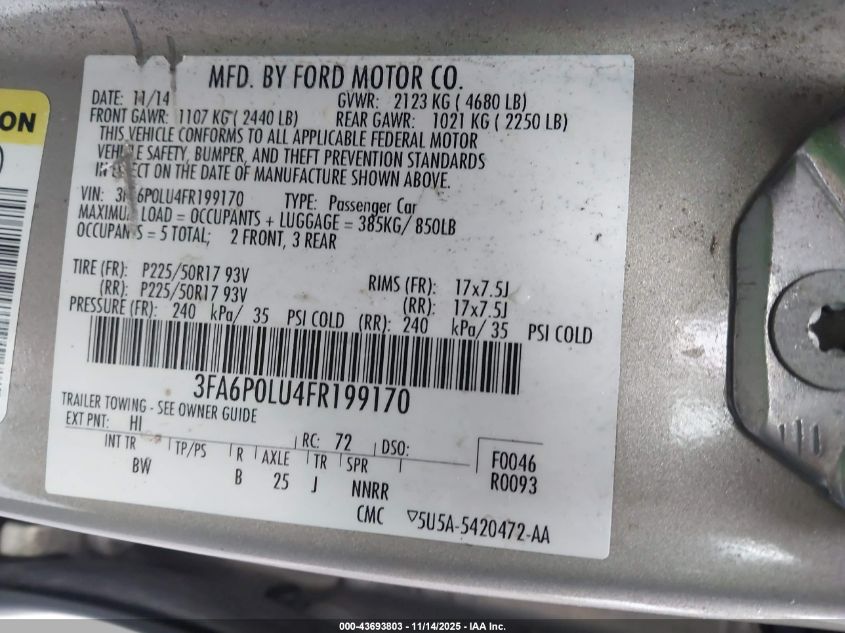 ON
MFD. BY FORD MOTOR CO.
DATE: 11/14 GVWR: 2123 KG ( 4680 LB)
FRONT GAWR: 1107 KG ( 2440 LB) REAR GAWR: 1021 KG ( 2250 LB)
THIS VEHICLE CONFORMS TO ALL APPLICABLE FEDERAL MOTOR
VEHICLE SAFETY, BUMPER, AND THEFT PREVENTION STANDARDS
IN EFFECT ON THE DATE OF MANUFACTURE SHOWN ABOVE.
VIN: 3FA6P0LU4FR199170 TYPE: Passenger Car
MAXIMUM LOAD = OCCUPANTS + LUGGAGE = 385KG/ 850LB
OCCUPANTS = 5 TOTAL; 2 FRONT, 3 REAR
TIRE (FR): P225/50R17 93V RIMS (FR): 17x7.5J
(RR): P225/50R17 93V (RR): 17x7.5J
PRESSURE (FR): 240 kPa/ 35 PSI COLD (RR): 240 kPa/ 35 PSI COLD
3FA6P0LU4FR199170
TRAILER TOWING - SEE OWNER GUIDE
EXT PNT: HI RC: 72 DSO:
INT TR TP/PS R AXLE TR SPR F0046
BW B 25 J NNRR R0093
CMC ▽5U5A-5420472-AA
000-43693803 - 11/14/2025 - IAA Inc.